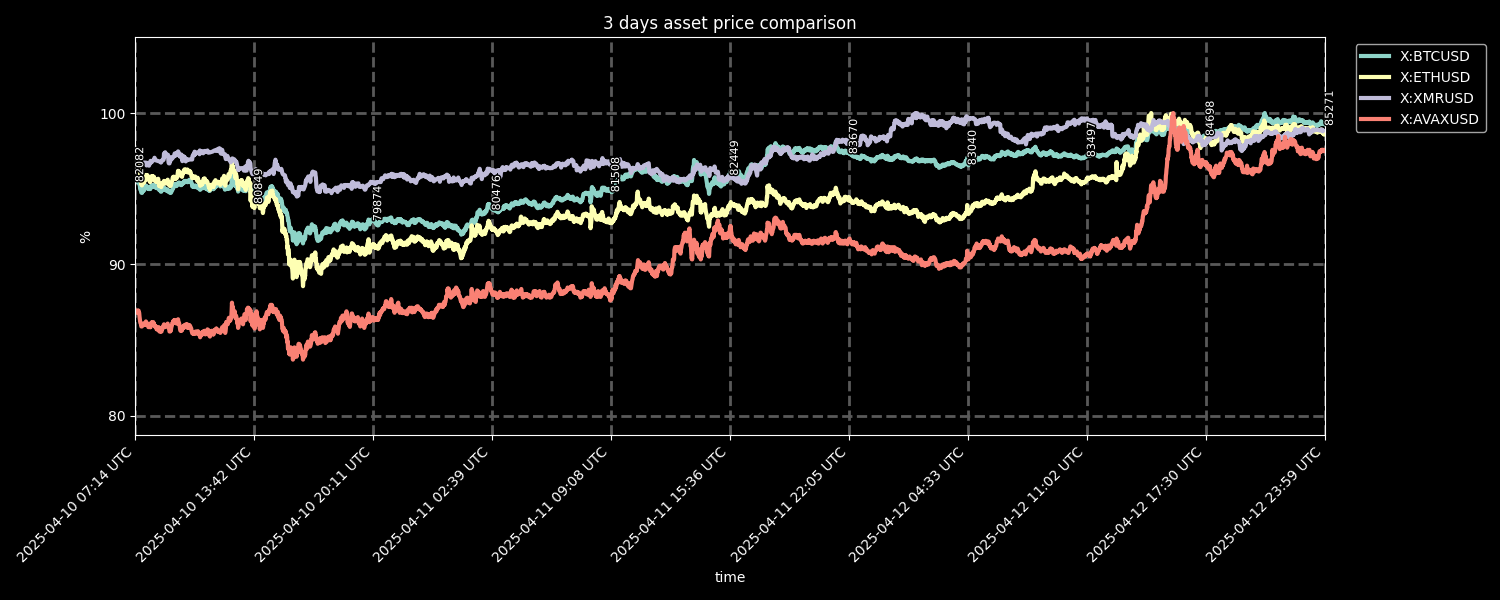 3 days asset price comparison
X:BTCUSD
X:ETHUSD
X:XMRUSD
X:AVAXUSD
100
90
80
%
82082
80849
79874
80476
81508
82449
83670
83040
83497
84698
85271
2025-04-10 07:14 UTC
2025-04-10 13:42 UTC
2025-04-10 20:11 UTC
2025-04-11 02:39 UTC
2025-04-11 09:08 UTC
2025-04-11 15:36 UTC
2025-04-11 22:05 UTC
2025-04-12 04:33 UTC
2025-04-12 11:02 UTC
2025-04-12 17:30 UTC
2025-04-12 23:59 UTC
time